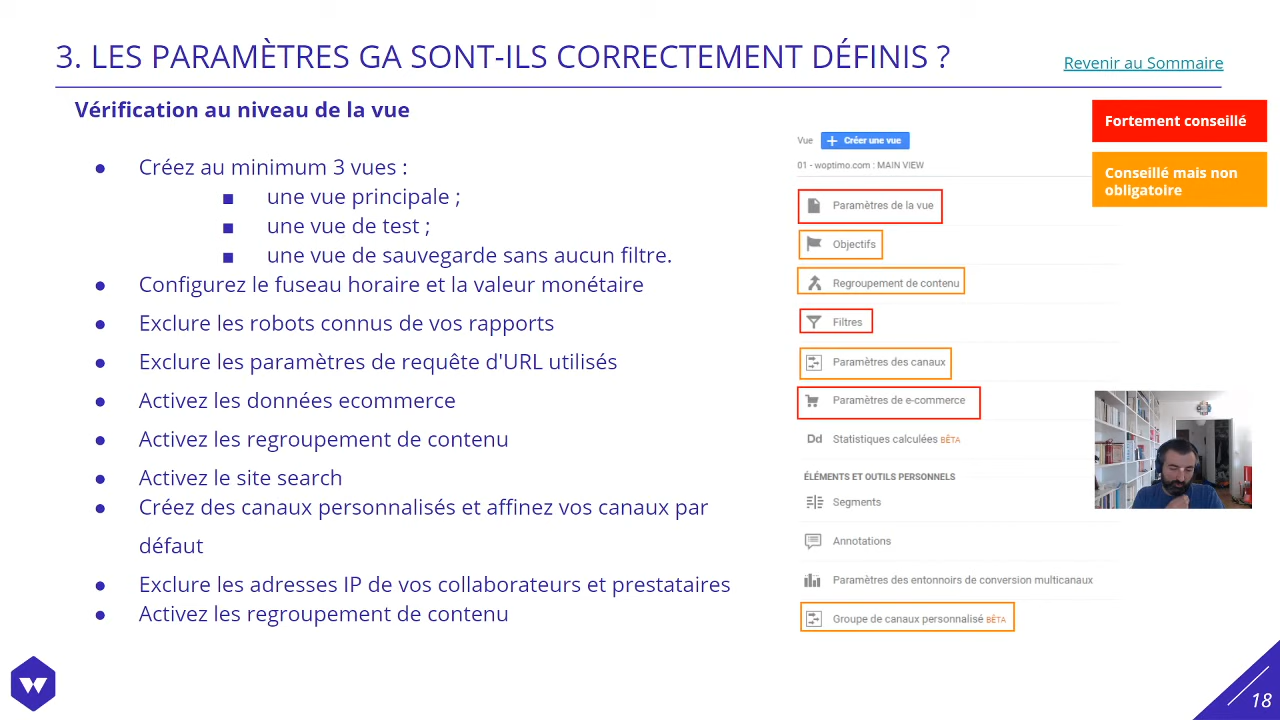 3. LES PARAMÈTRES GA SONT-ILS CORRECTEMENT DÉFINIS ?
Revenir au Sommaire
Vérification au niveau de la vue
● Créez au minimum 3 vues :
■ une vue principale ;
■ une vue de test ;
■ une vue de sauvegarde sans aucun filtre.
● Configurez le fuseau horaire et la valeur monétaire
● Exclure les robots connus de vos rapports
● Exclure les paramètres de requête d'URL utilisés
● Activez les données ecommerce
● Activez les regroupement de contenu
● Activez le site search
● Créez des canaux personnalisés et affinez vos canaux par
défaut
● Exclure les adresses IP de vos collaborateurs et prestataires
● Activez les regroupement de contenu
Fortement conseillé
Conseillé mais non
obligatoire
Vue + Créer une vue
01 - woptimo.com : MAIN VIEW
Paramètres de la vue
Objectifs
Regroupement de contenu
Filtres
Paramètres des canaux
Paramètres de e-commerce
Dd Statistiques calculées BÊTA
ÉLÉMENTS ET OUTILS PERSONNELS
Segments
Annotations
Paramètres des entonnoirs de conversion multicanaux
Groupe de canaux personnalisé BÊTA
18